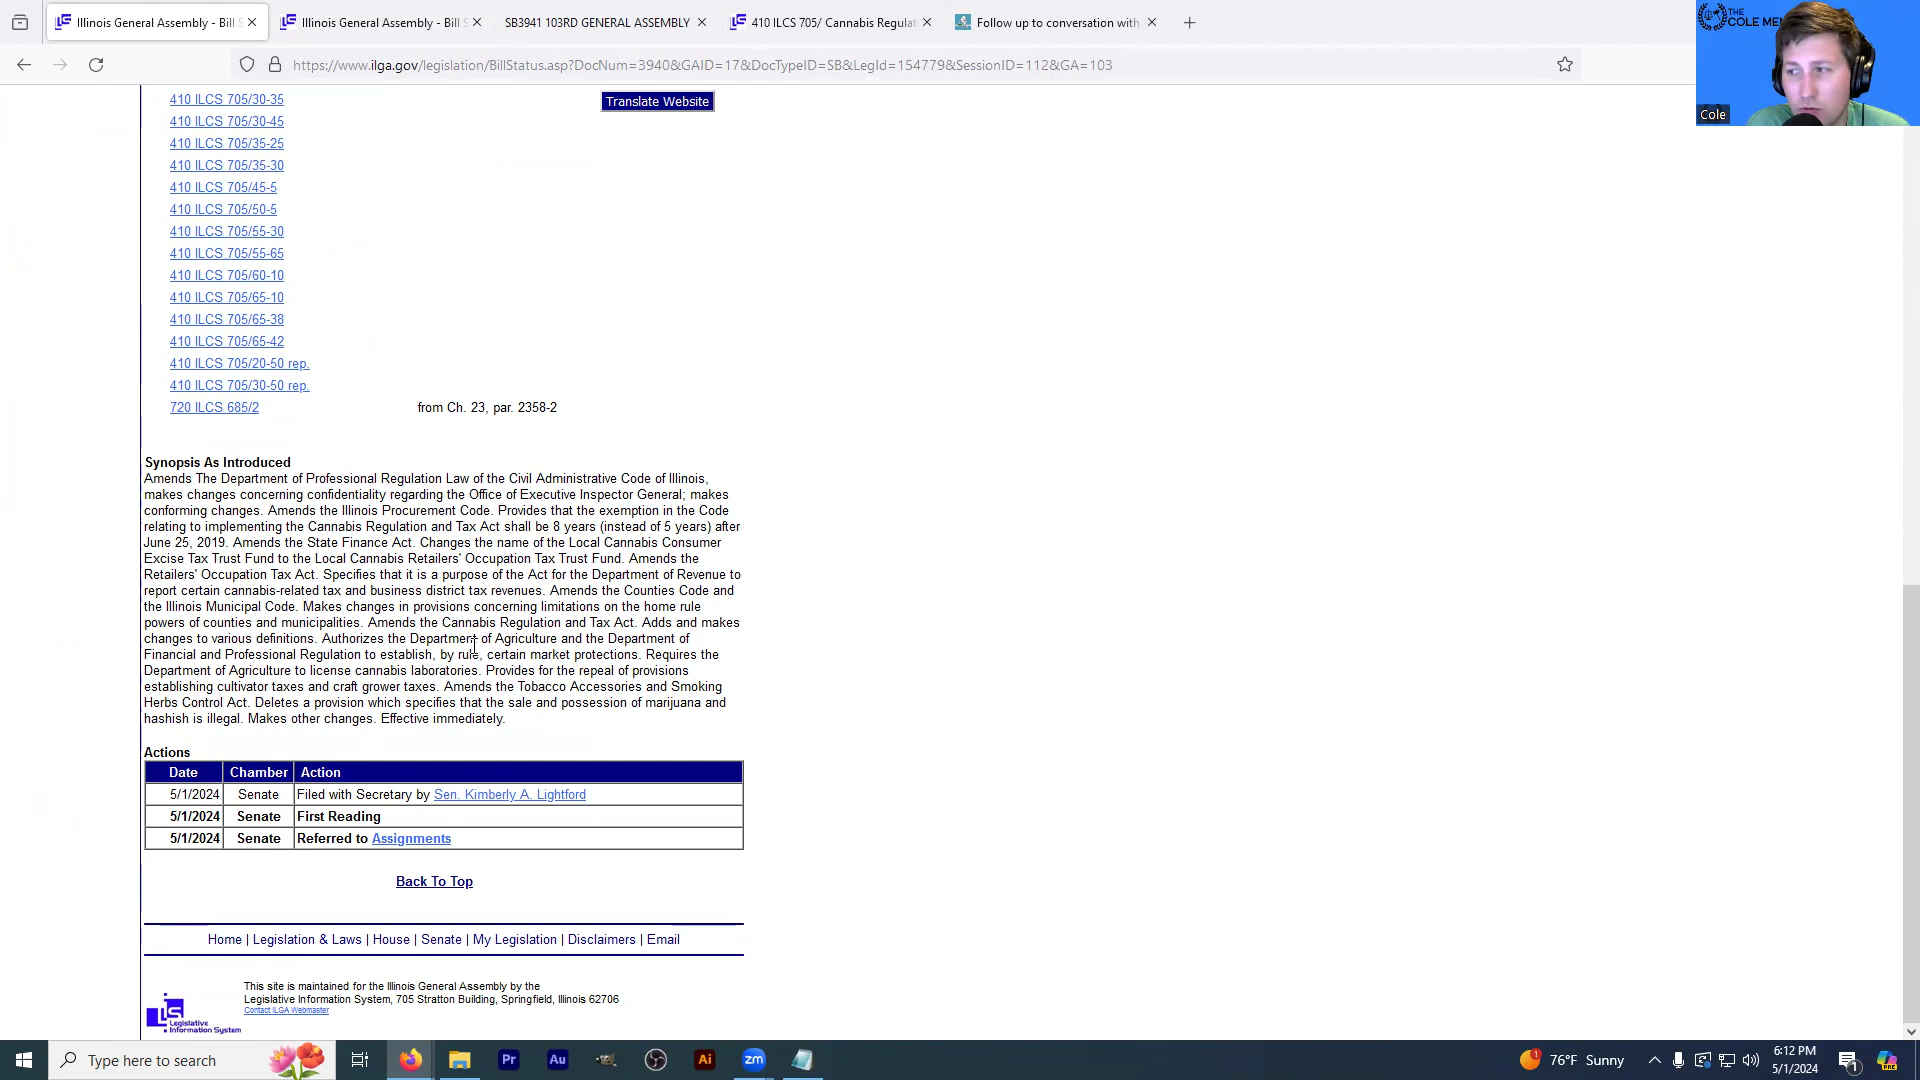 Illinois General Assembly - Bill S
Illinois General Assembly - Bill S
SB3941 103RD GENERAL ASSEMBLY
410 ILCS 705/ Cannabis Regulat
Follow up to conversation with
https://www.ilga.gov/legislation/BillStatus.asp?DocNum=3940&GAID=17&DocTypeID=SB&LegId=154779&SessionID=112&GA=103
THE
COLE ME
Cole
Translate Website
410 ILCS 705/30-35
410 ILCS 705/30-45
410 ILCS 705/35-25
410 ILCS 705/35-30
410 ILCS 705/45-5
410 ILCS 705/50-5
410 ILCS 705/55-30
410 ILCS 705/55-65
410 ILCS 705/60-10
410 ILCS 705/65-10
410 ILCS 705/65-38
410 ILCS 705/65-42
410 ILCS 705/20-50 rep.
410 ILCS 705/30-50 rep.
720 ILCS 685/2 from Ch. 23, par. 2358-2
Synopsis As Introduced
Amends The Department of Professional Regulation Law of the Civil Administrative Code of Illinois,
makes changes concerning confidentiality regarding the Office of Executive Inspector General; makes
conforming changes. Amends the Illinois Procurement Code. Provides that the exemption in the Code
relating to implementing the Cannabis Regulation and Tax Act shall be 8 years (instead of 5 years) after
June 25, 2019. Amends the State Finance Act. Changes the name of the Local Cannabis Consumer
Excise Tax Trust Fund to the Local Cannabis Retailers' Occupation Tax Trust Fund. Amends the
Retailers' Occupation Tax Act. Specifies that it is a purpose of the Act for the Department of Revenue to
report certain cannabis-related tax and business district tax revenues. Amends the Counties Code and
the Illinois Municipal Code. Makes changes in provisions concerning limitations on the home rule
powers of counties and municipalities. Amends the Cannabis Regulation and Tax Act. Adds and makes
changes to various definitions. Authorizes the Department of Agriculture and the Department of
Financial and Professional Regulation to establish, by rule, certain market protections. Requires the
Department of Agriculture to license cannabis laboratories. Provides for the repeal of provisions
establishing cultivator taxes and craft grower taxes. Amends the Tobacco Accessories and Smoking
Herbs Control Act. Deletes a provision which specifies that the sale and possession of marijuana and
hashish is illegal. Makes other changes. Effective immediately.
Actions
Date Chamber Action
5/1/2024 Senate Filed with Secretary by Sen. Kimberly A. Lightford
5/1/2024 Senate First Reading
5/1/2024 Senate Referred to Assignments
Back To Top
Home | Legislation & Laws | House | Senate | My Legislation | Disclaimers | Email
This site is maintained for the Illinois General Assembly by the
Legislative Information System, 705 Stratton Building, Springfield, Illinois 62706
Contact ILGA Webmaster
Legislative
Information System
Type here to search
Pr
Au
Ai
zm
1
76°F Sunny
6:12 PM
5/1/2024
1
PRE